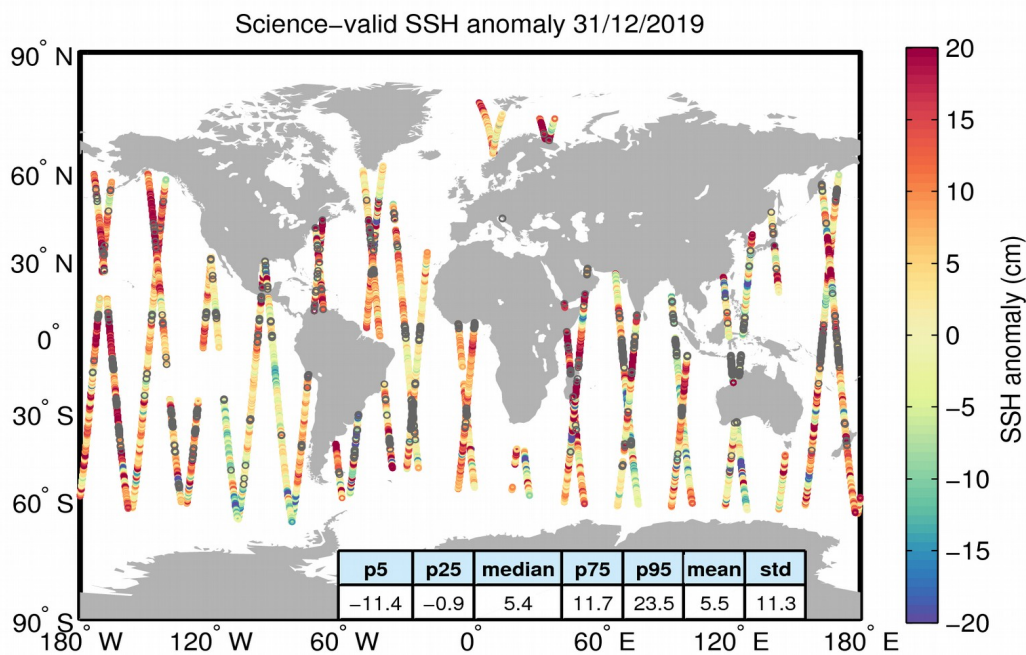 Science−valid SSH anomaly 31/12/2019
90° N
60° N
30° N
0°
30° S
60° S
90° S
180° W
120° W
60° W
0°
60° E
120° E
180° E
p5 p25 median p75 p95 mean std
−11.4 −0.9 5.4 11.7 23.5 5.5 11.3
20
15
10
5
0
−5
−10
−15
−20
SSH anomaly (cm)